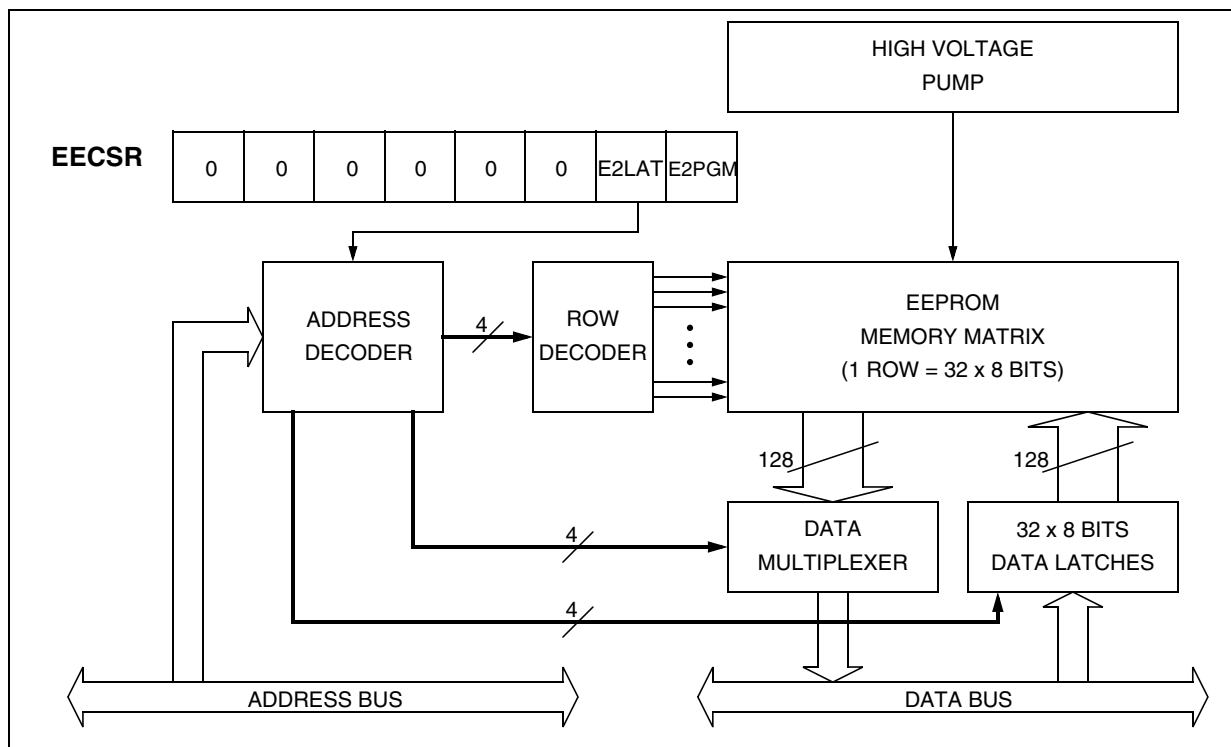 HIGH VOLTAGE
PUMP
EECSR
0 0 0 0 0 0 E2LAT E2PGM
ADDRESS
DECODER
4
ROW
DECODER
EEPROM
MEMORY MATRIX
(1 ROW = 32 x 8 BITS)
128
128
4
DATA
MULTIPLEXER
32 x 8 BITS
DATA LATCHES
4
ADDRESS BUS
DATA BUS